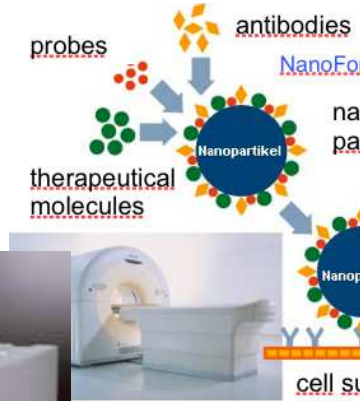 antibodies
probes
NanoFor
na
pa
Nanopartikel
therapeutical
molecules
Nanop
cell su